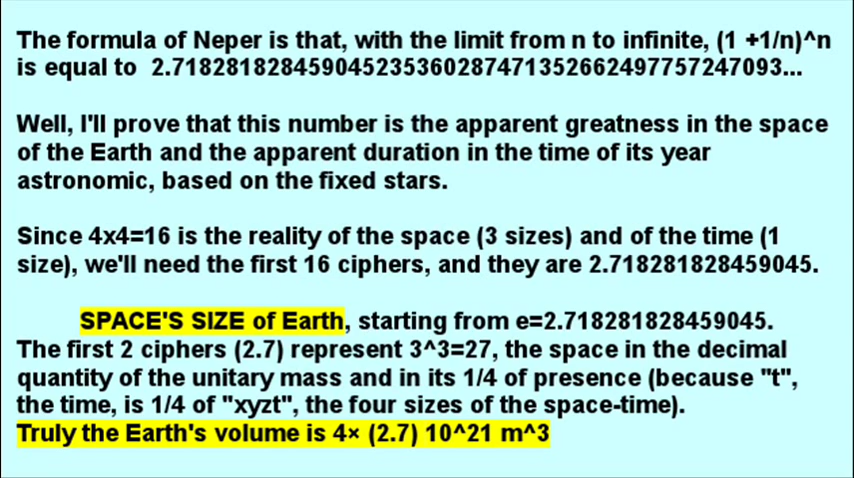 The formula of Neper is that, with the limit from n to infinite, (1 +1/n)^n
is equal to 2.718281828459045235360287471352662497757247093...
Well, I'll prove that this number is the apparent greatness in the space
of the Earth and the apparent duration in the time of its year
astronomic, based on the fixed stars.
Since 4x4=16 is the reality of the space (3 sizes) and of the time (1
size), we'll need the first 16 ciphers, and they are 2.718281828459045.
SPACE'S SIZE of Earth, starting from e=2.718281828459045.
The first 2 ciphers (2.7) represent 3^3=27, the space in the decimal
quantity of the unitary mass and in its 1/4 of presence (because "t",
the time, is 1/4 of "xyzt", the four sizes of the space-time).
Truly the Earth's volume is 4× (2.7) 10^21 m^3